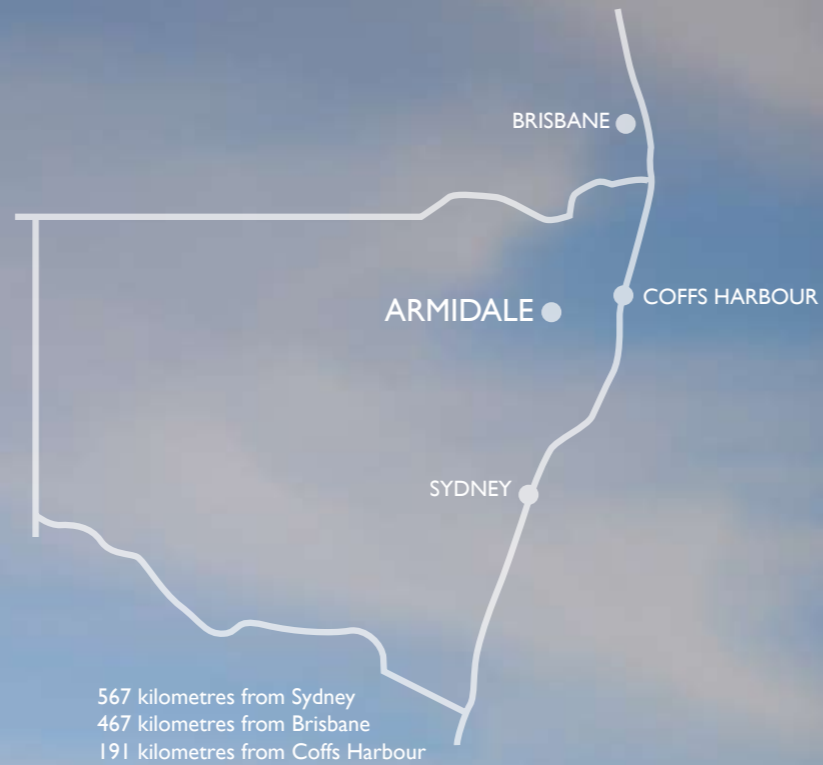 BRISBANE
COFFS HARBOUR
ARMIDALE
SYDNEY
567 kilometres from Sydney
467 kilometres from Brisbane
191 kilometres from Coffs Harbour